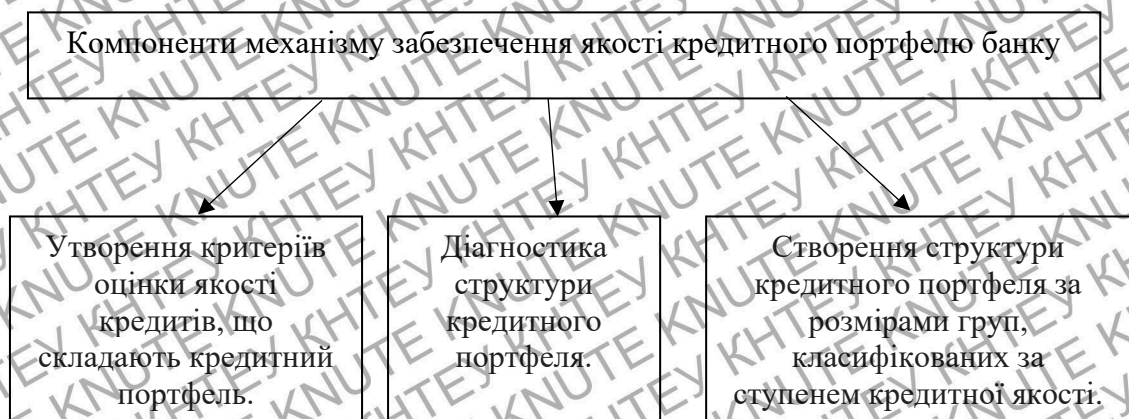 Компоненти механізму забезпечення якості кредитного портфелю банку
Утворення критеріїв
оцінки якості
кредитів, що
складають кредитний
портфель.
Діагностика
структури
кредитного
портфеля.
Створення структури
кредитного портфеля за
розмірами груп,
класифікованих за
ступенем кредитної якості.